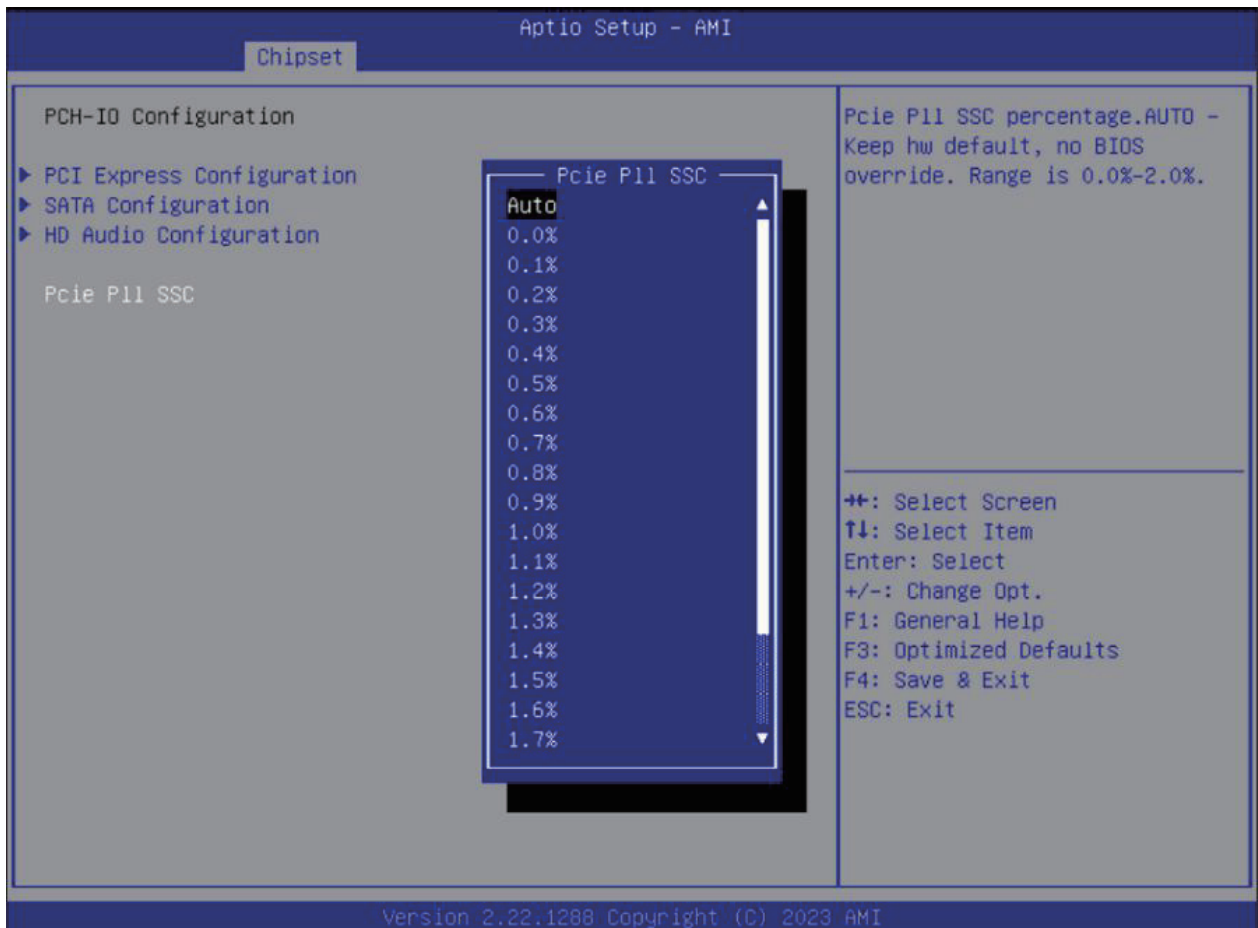 Aptio Setup – AMI
Chipset
PCH-IO Configuration
PCI Express Configuration
SATA Configuration
HD Audio Configuration
Pcie Pll SSC
Pcie Pll SSC
Auto
0.0%
0.1%
0.2%
0.3%
0.4%
0.5%
0.6%
0.7%
0.8%
0.9%
1.0%
1.1%
1.2%
1.3%
1.4%
1.5%
1.6%
1.7%
Pcie Pll SSC percentage.AUTO –
Keep hw default, no BIOS
override. Range is 0.0%-2.0%.
→←: Select Screen
↑↓: Select Item
Enter: Select
+/-: Change Opt.
F1: General Help
F3: Optimized Defaults
F4: Save & Exit
ESC: Exit
Version 2.22.1288 Copyright (C) 2023 AMI